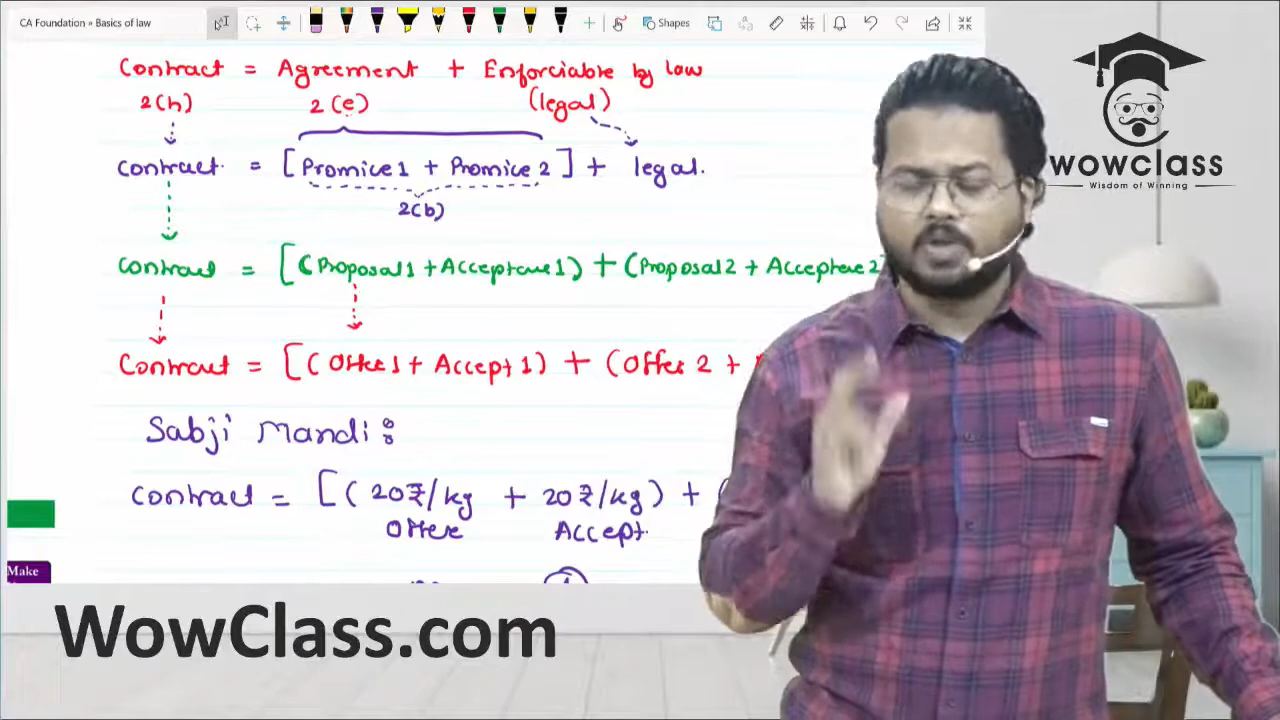 CA Foundation » Basics of law
Shapes
Contract = Agreement + Enforciable by law
2(h) 2(e) (legal)
Contract = [Promice 1 + Promice 2] + legal.
2(b)
Contract = [(Proposal 1 + Acceptance 1) + (Proposal 2 + Acceptance 2)
Contract = [(Offer 1 + Accept 1) + (Offer 2 +
Sabji Mandi:
Contract = [(20₹/kg + 20₹/kg) + (
Offer Accept
Make
WowClass.com
wowclass
Wisdom of Winning